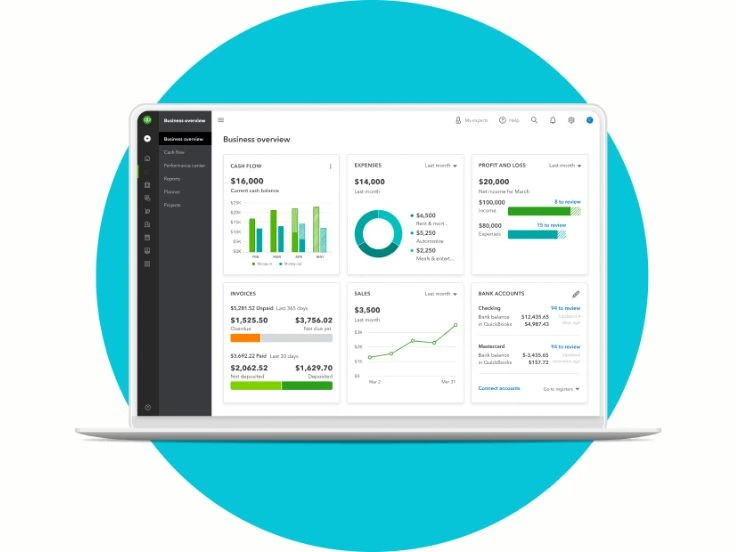 Business overview
My experts
Help
Business overview
Cash flow
Performance center
Reports
Planner
Projects
Business overview
CASH FLOW
$16,000
Current cash balance
$25K
$20K
$15K
$10K
$5K
$0K
FEB
MAR
APR
MAY
Money in
Money out
EXPENSES
Last month
$14,000
Last month
$6,500
Rent & mort...
$5,250
Automotive
$2,250
Meals & entert...
PROFIT AND LOSS
Last month
$20,000
Net income for March
$100,000
8 to review
Income
$80,000
15 to review
Expenses
INVOICES
$5,281.52 Unpaid Last 365 days
$1,525.50
$3,756.02
Overdue
Not due yet
$3,692.22 Paid Last 30 days
$2,062.52
$1,629.70
Not deposited
Deposited
SALES
Last month
$3,500
Last month
$3K
$2K
$1K
$0
Mar 2
Mar 31
BANK ACCOUNTS
Checking
94 to review
Bank balance
$12,435.65
Updated
in QuickBooks
$4,987.43
days ago
Mastercard
94 to review
Bank balance
$-3,435.65
Updated
in QuickBooks
$157.72
Connect accounts
Go to registers